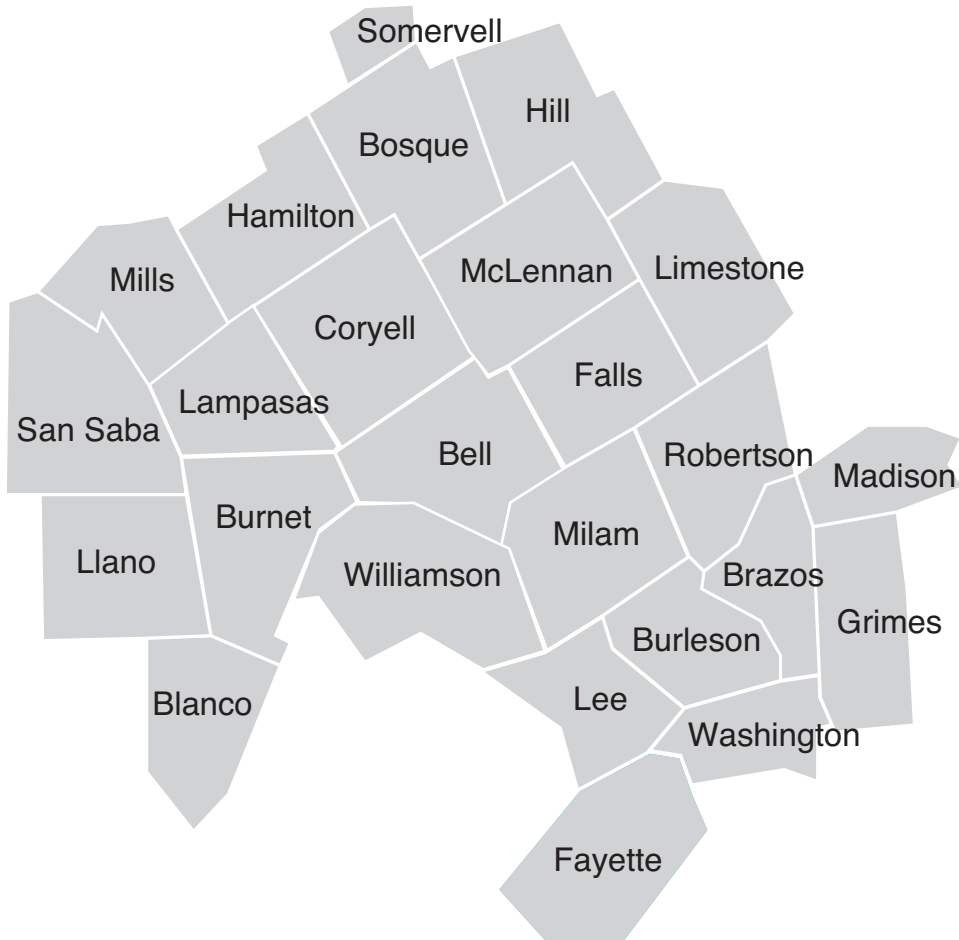 Somervell
Hill
Bosque
Hamilton
McLennan
Limestone
Mills
Coryell
Falls
Lampasas
San Saba
Bell
Robertson
Madison
Burnet
Milam
Llano
Williamson
Brazos
Grimes
Burleson
Lee
Blanco
Washington
Fayette